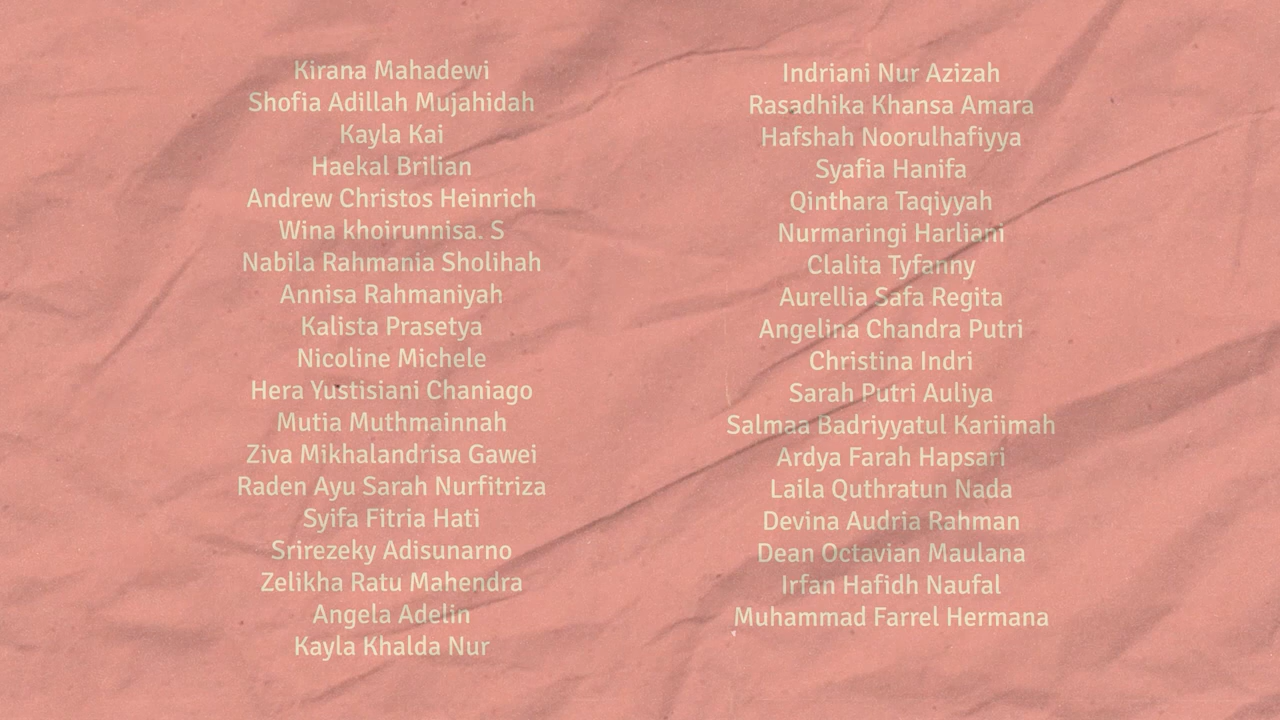 Kirana Mahadewi
Shofia Adillah Mujahidah
Kayla Kai
Haekal Brilian
Andrew Christos Heinrich
Wina khoirunnisa. S
Nabila Rahmania Sholihah
Annisa Rahmaniyah
Kalista Prasetya
Nicoline Michele
Hera Yustisiani Chaniago
Mutia Muthmainnah
Ziva Mikhalandrisa Gawei
Raden Ayu Sarah Nurfitriza
Syifa Fitria Hati
Srirezeky Adisunarno
Zelikha Ratu Mahendra
Angela Adelin
Kayla Khalda Nur
Indriani Nur Azizah
Rasadhika Khansa Amara
Hafshah Noorulhafiyya
Syafia Hanifa
Qinthara Taqiyyah
Nurmaringi Harliani
Clalita Tyfanny
Aurellia Safa Regita
Angelina Chandra Putri
Christina Indri
Sarah Putri Auliya
Salmaa Badriyyatul Kariimah
Ardya Farah Hapsari
Laila Quthratun Nada
Devina Audria Rahman
Dean Octavian Maulana
Irfan Hafidh Naufal
Muhammad Farrel Hermana